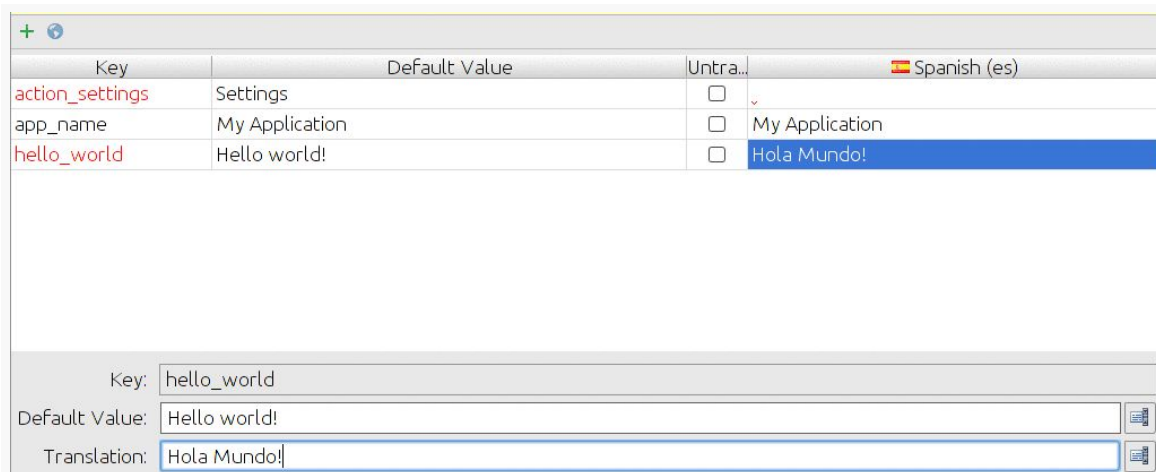 Key Default Value Untra... Spanish (es)
action_settings Settings
app_name My Application My Application
hello_world Hello world! Hola Mundo!
Key: hello_world
Default Value: Hello world!
Translation: Hola Mundo!